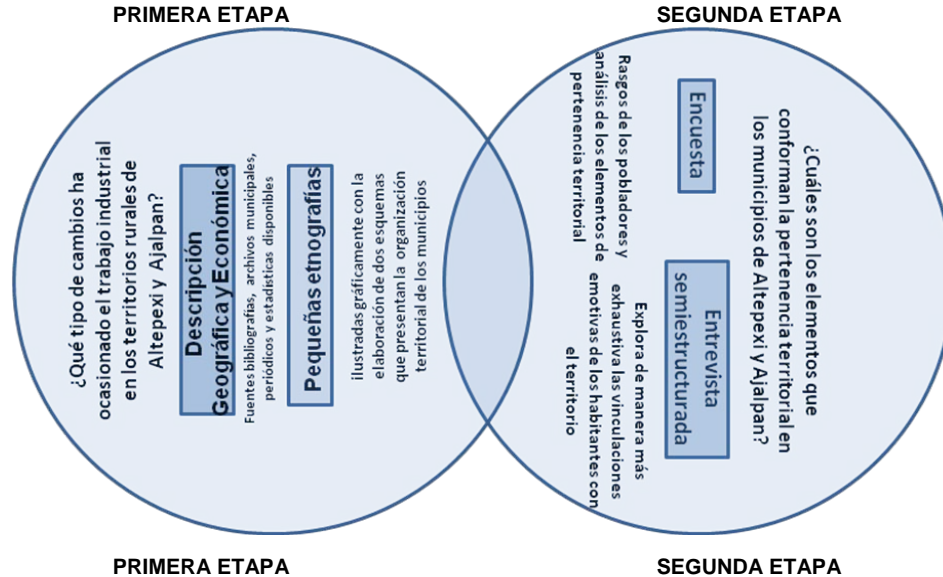 PRIMERA ETAPA
SEGUNDA ETAPA
¿Qué tipo de cambios ha
ocasionado el trabajo industrial
en los territorios rurales de
Altepexi y Ajalpan?
Descripción
Geográfica y Económica
Fuentes bibliografías, archivos municipales,
periódicos y estadísticas disponibles
Pequeñas etnografías
ilustradas gráficamente con la
elaboración de dos esquemas
que presentan la organización
territorial de los municipios
¿Cuáles son los elementos que
conforman la pertenencia territorial en
los municipios de Altepexi y Ajalpan?
Encuesta
Rasgos de los pobladores y
análisis de los elementos de
pertenencia territorial
Entrevista
semiestructurada
Explora de manera más
exhaustiva las vinculaciones
emotivas de los habitantes con
el territorio
PRIMERA ETAPA
SEGUNDA ETAPA